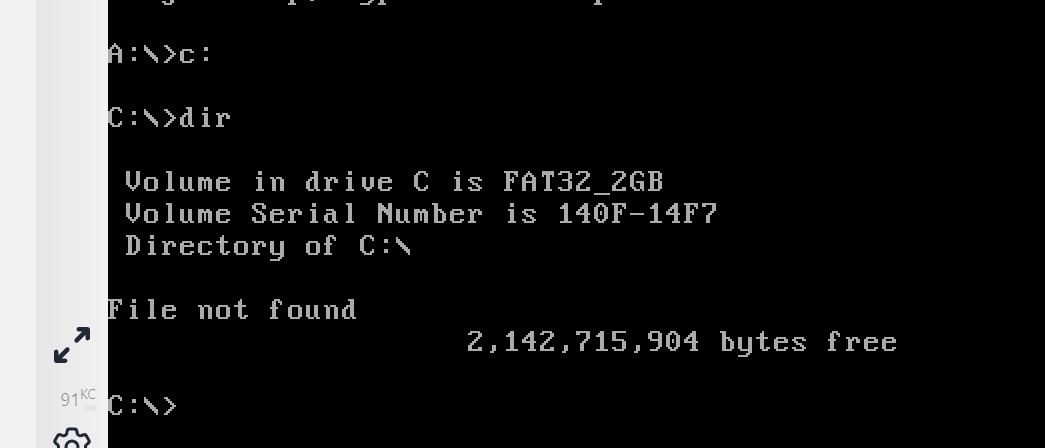 A:\>c:
C:\>dir
Volume in drive C is FAT32_2GB
Volume Serial Number is 140F-14F7
Directory of C:\
File not found
2,142,715,904 bytes free
91KC
C:\>